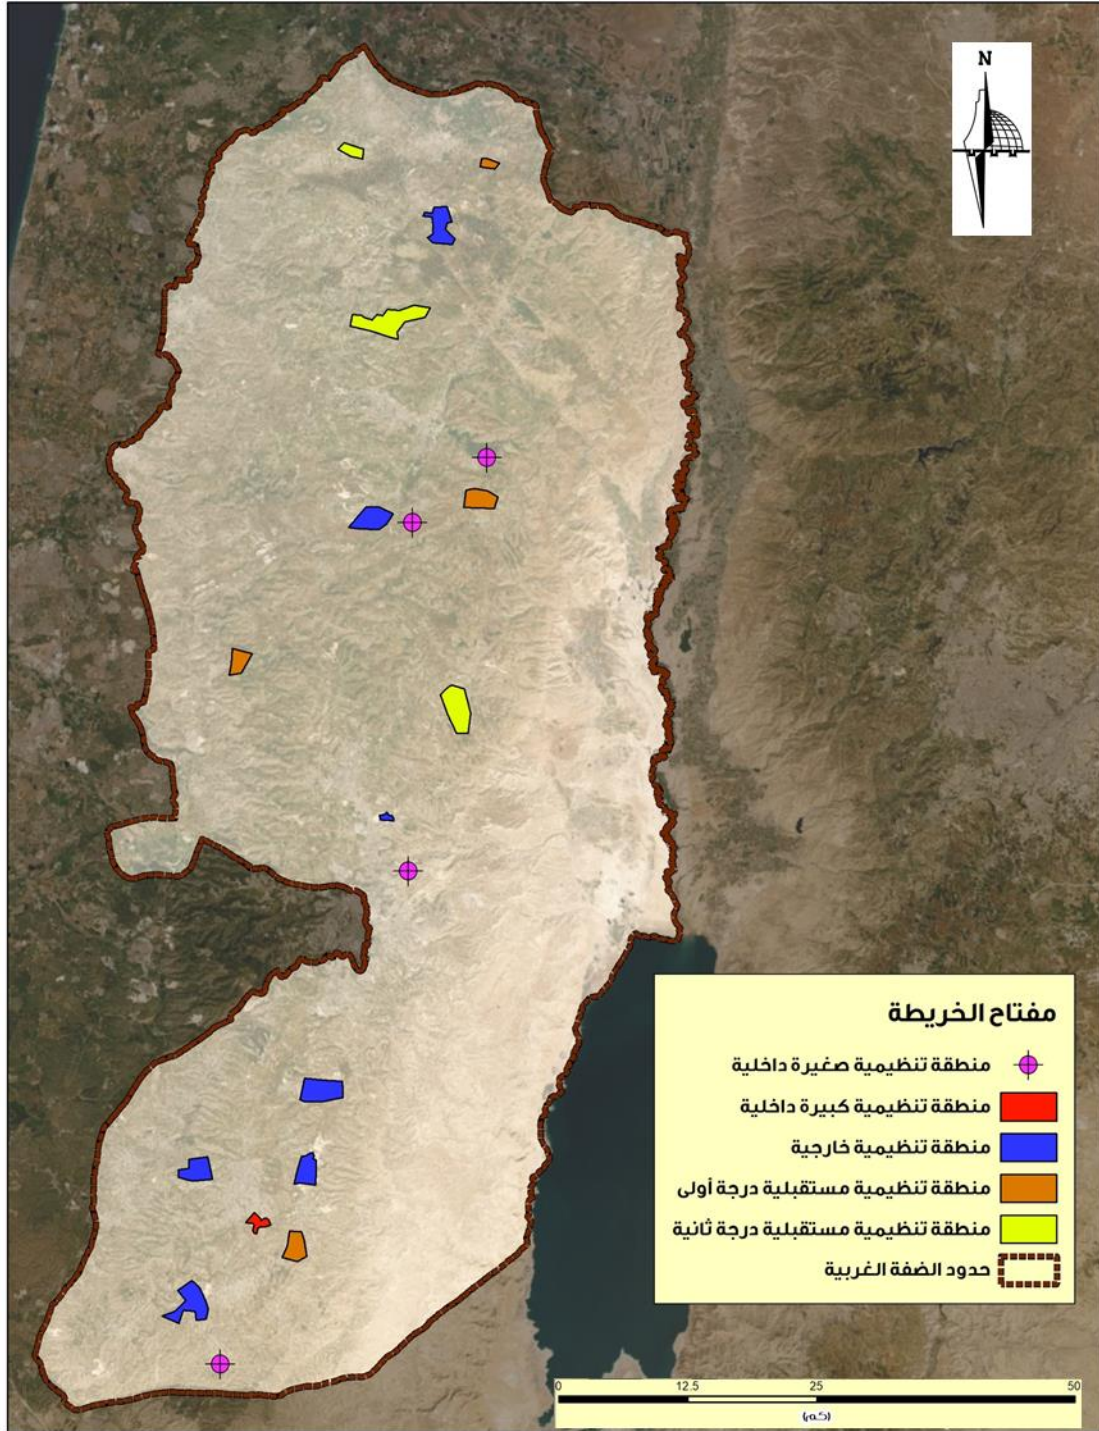 N
مفتاح الخريطة
منطقة تنظيمية صغيرة داخلية
منطقة تنظيمية كبيرة داخلية
منطقة تنظيمية خارجية
منطقة تنظيمية مستقبلية درجة أولى
منطقة تنظيمية مستقبلية درجة ثانية
حدود الضفة الغربية
0 12.5 25 50
(كم)